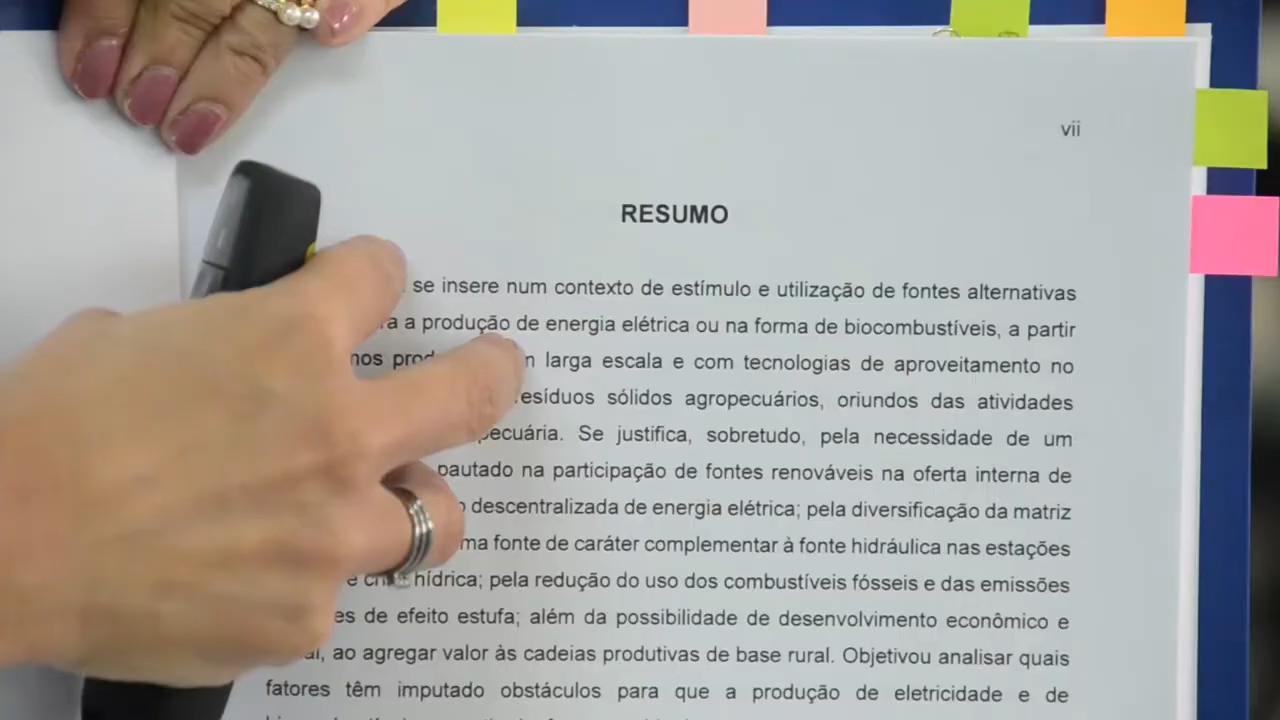 vii
RESUMO
se insere num contexto de estímulo e utilização de fontes alternativas
a produção de energia elétrica ou na forma de biocombustíveis, a partir
larga escala e com tecnologias de aproveitamento no
sólidos agropecuários, oriundos das atividades
Se justifica, sobretudo, pela necessidade de um
pautado na participação de fontes renováveis na oferta interna de
descentralizada de energia elétrica; pela diversificação da matriz
fonte de caráter complementar à fonte hidráulica nas estações
e hídrica; pela redução do uso dos combustíveis fósseis e das emissões
de efeito estufa; além da possibilidade de desenvolvimento econômico e
ao agregar valor às cadeias produtivas de base rural. Objetivou analisar quais
fatores têm imputado obstáculos para que a produção de eletricidade e de